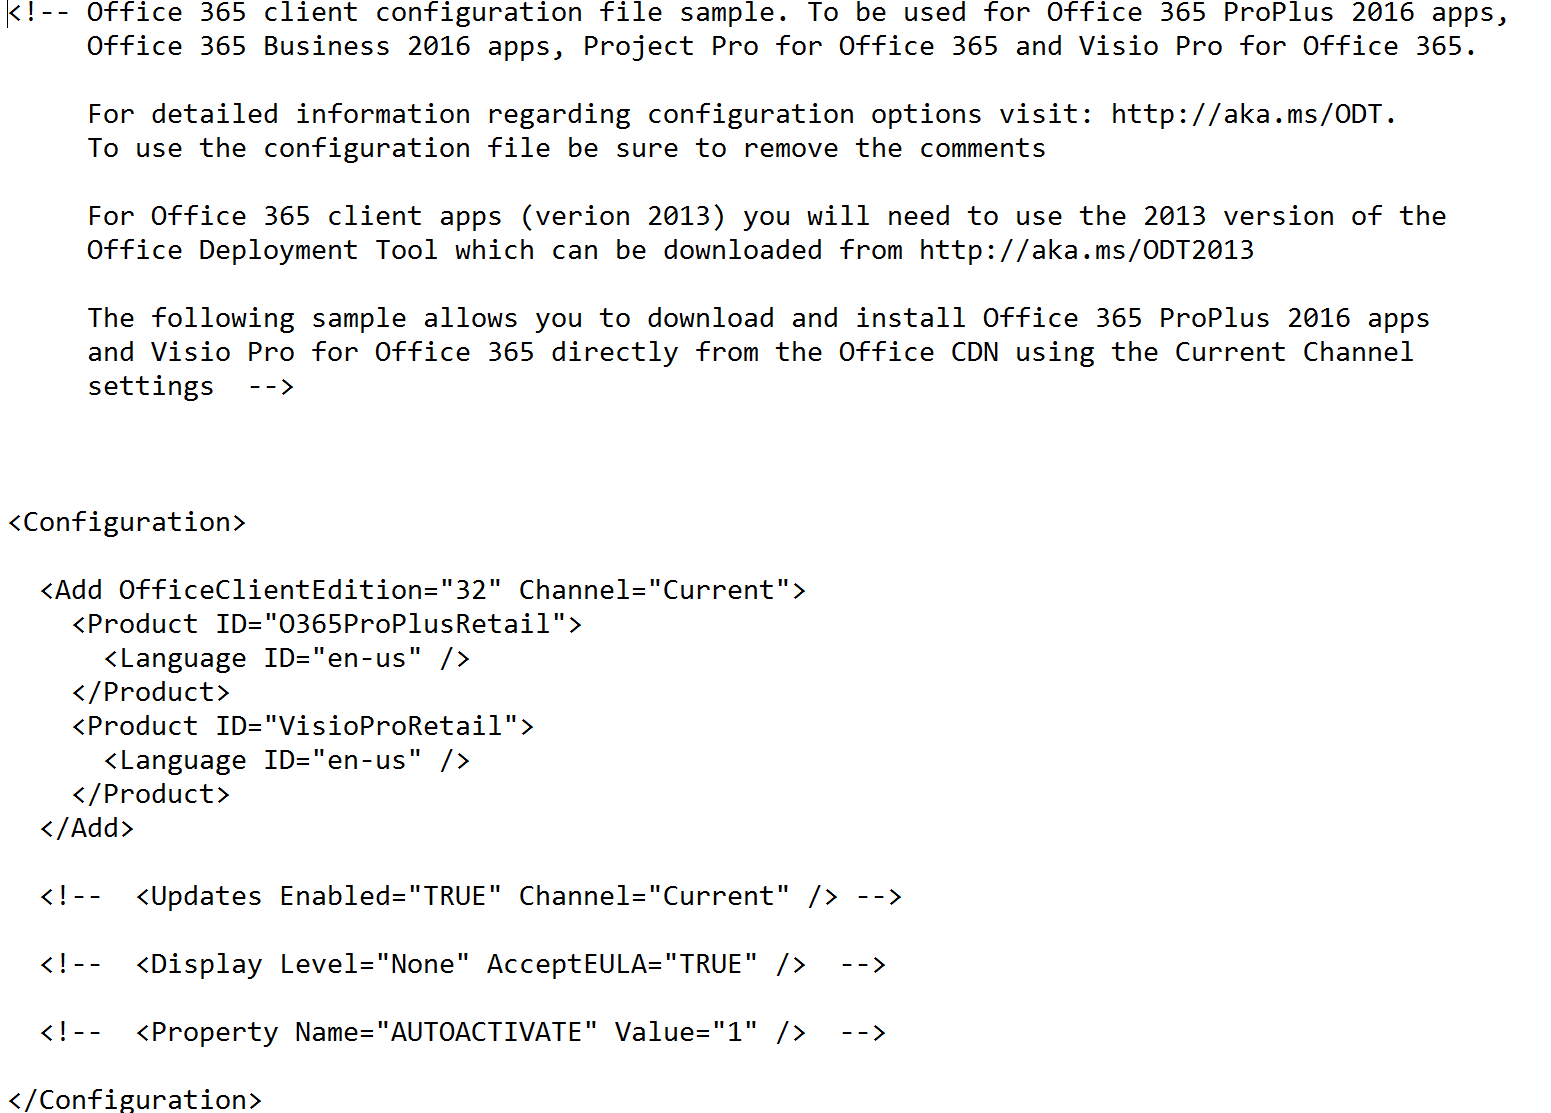 <!-- Office 365 client configuration file sample. To be used for Office 365 ProPlus 2016 apps,
     Office 365 Business 2016 apps, Project Pro for Office 365 and Visio Pro for Office 365.

     For detailed information regarding configuration options visit: http://aka.ms/ODT.
     To use the configuration file be sure to remove the comments

     For Office 365 client apps (verion 2013) you will need to use the 2013 version of the
     Office Deployment Tool which can be downloaded from http://aka.ms/ODT2013

     The following sample allows you to download and install Office 365 ProPlus 2016 apps
     and Visio Pro for Office 365 directly from the Office CDN using the Current Channel
     settings  -->

<Configuration>

  <Add OfficeClientEdition="32" Channel="Current">
    <Product ID="O365ProPlusRetail">
      <Language ID="en-us" />
    </Product>
    <Product ID="VisioProRetail">
      <Language ID="en-us" />
    </Product>
  </Add>

  <!--  <Updates Enabled="TRUE" Channel="Current" /> -->

  <!--  <Display Level="None" AcceptEULA="TRUE" />  -->

  <!--  <Property Name="AUTOACTIVATE" Value="1" />  -->

</Configuration>